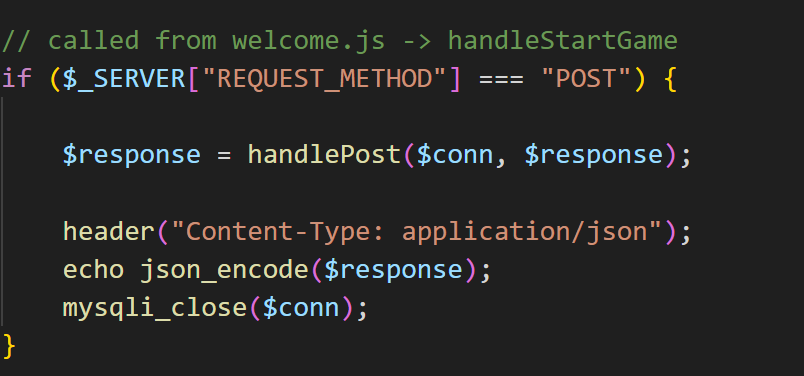 // called from welcome.js -> handleStartGame
if ($_SERVER["REQUEST_METHOD"] === "POST") {
    $response = handlePost($conn, $response);
    header("Content-Type: application/json");
    echo json_encode($response);
    mysqli_close($conn);
}